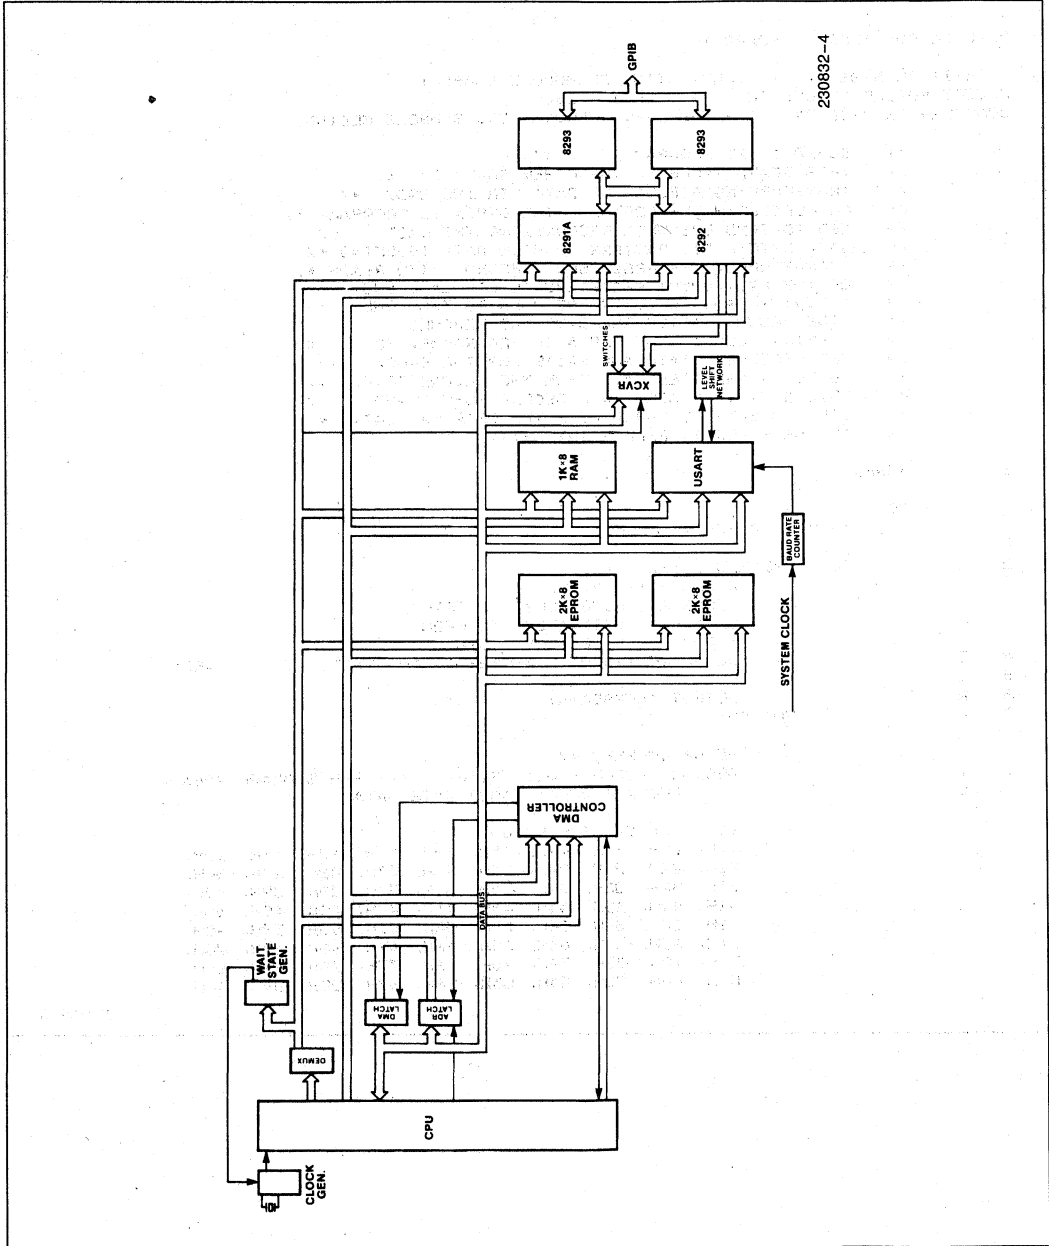 230832-4
GPIB
8293
8293
8291A
8292
SWITCHES
XCVR
LEVEL
SHIFT
NETWORK
1K×8
RAM
USART
BAUD RATE
COUNTER
2K×8
EPROM
2K×8
EPROM
SYSTEM CLOCK
DMA
CONTROLLER
DATA BUS
WAIT
STATE
GEN.
DMA
LATCH
ADR
LATCH
DEMUX
CPU
CLOCK
GEN.